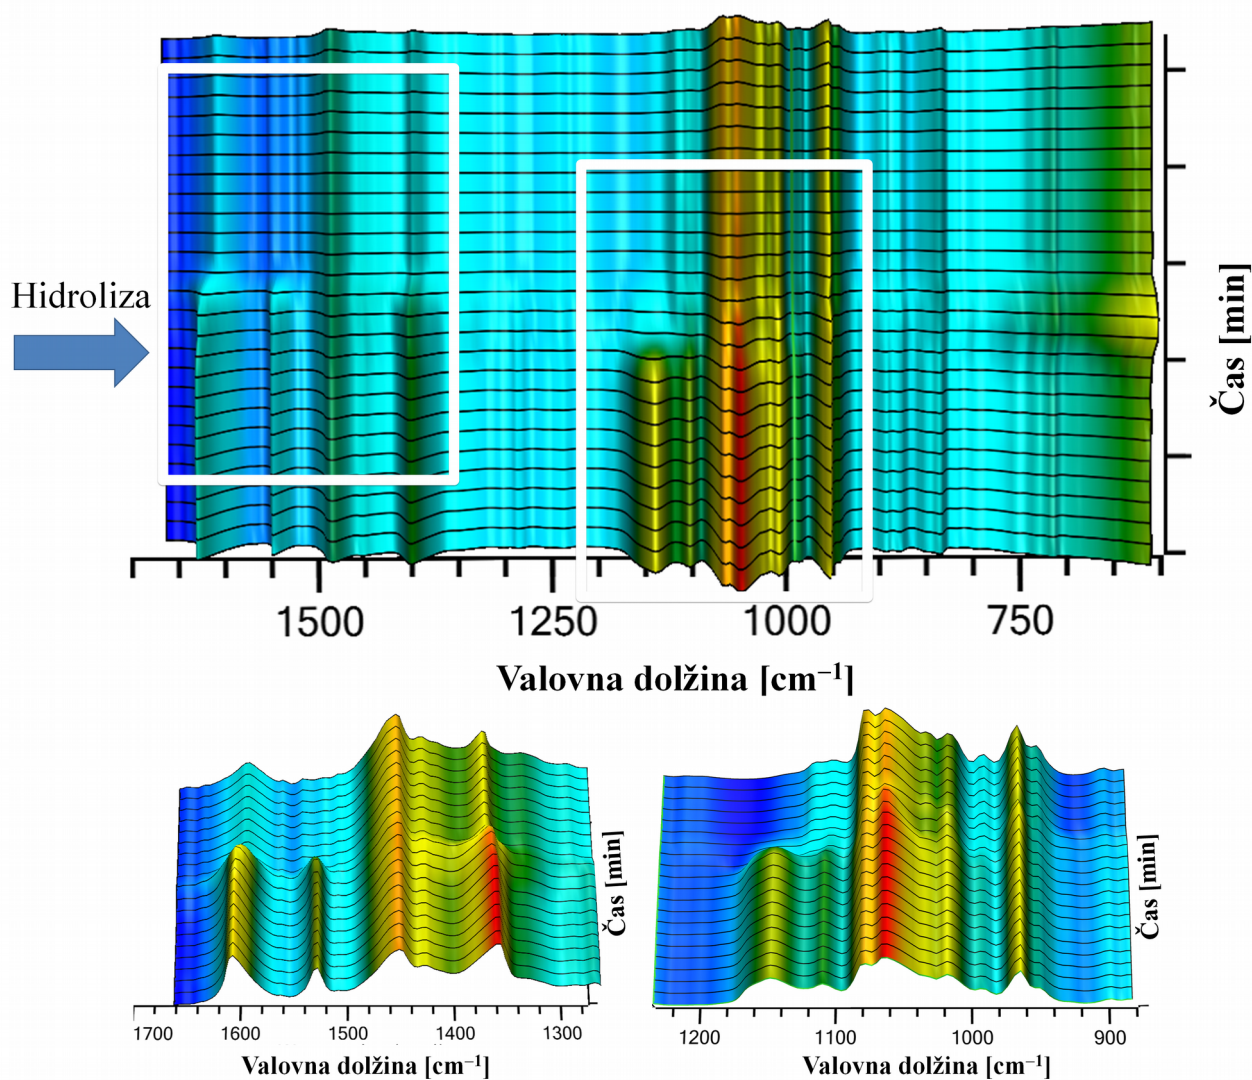 Hidroliza
Čas [min]
1500 1250 1000 750
Valovna dolžina [cm⁻¹]
Čas [min]
Čas [min]
1700 1600 1500 1400 1300
1200 1100 1000 900
Valovna dolžina [cm⁻¹]
Valovna dolžina [cm⁻¹]